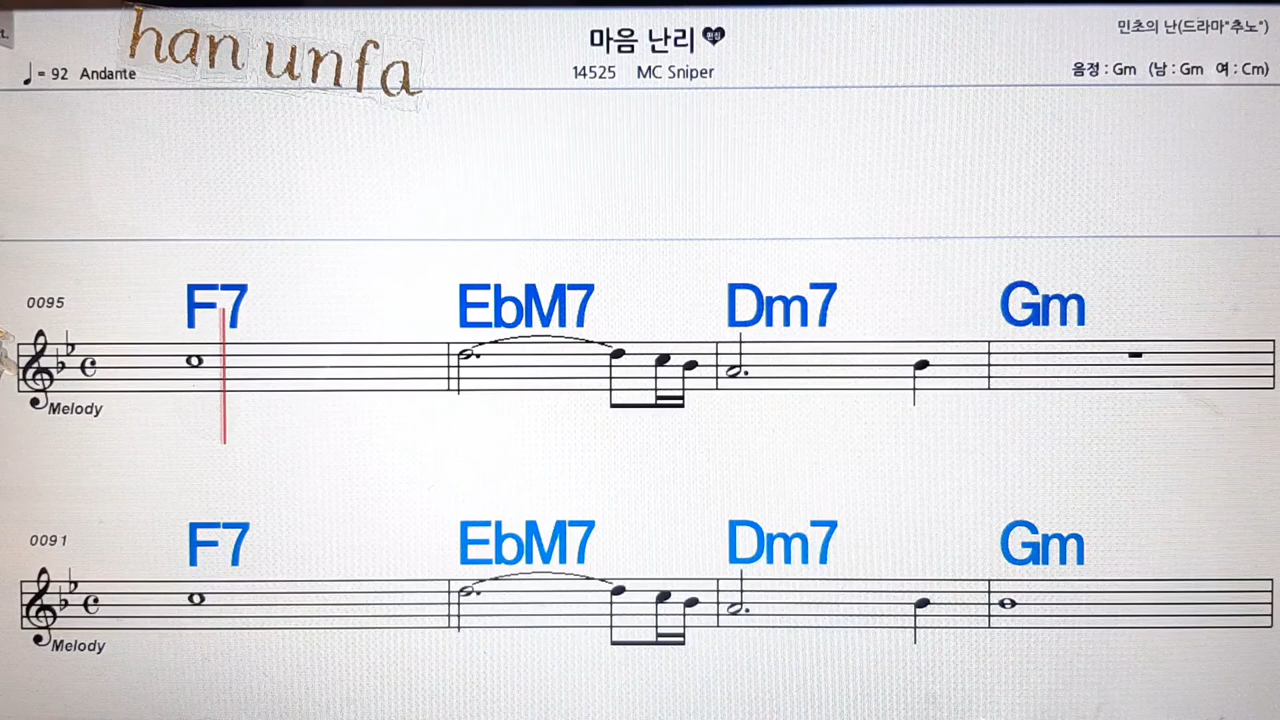 han unfa
마음 난리
편집
민초의 난(드라마"추노")
♩= 92 Andante
14525 MC Sniper
음정 : Gm (남 : Gm 여 : Cm)
0095
F7 EbM7 Dm7 Gm
Melody
0091
F7 EbM7 Dm7 Gm
Melody